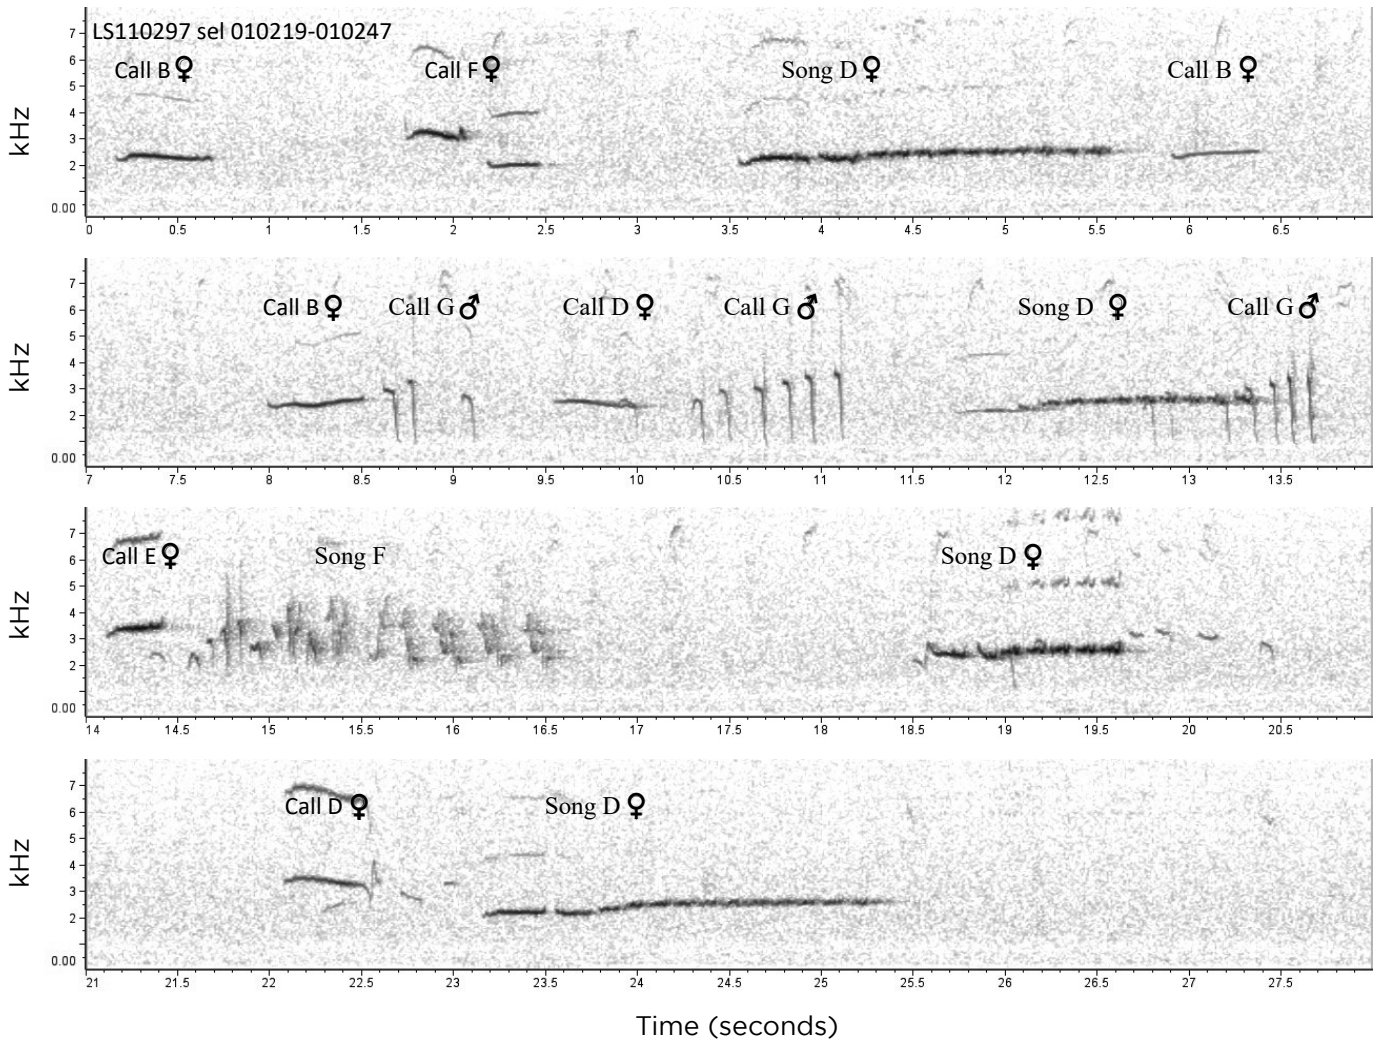 LS110297 sel 010219-010247
Call B ♀ Call F ♀ Song D ♀ Call B ♀
kHz
7
6
5
4
3
2
0.00
0 0.5 1 1.5 2 2.5 3 3.5 4 4.5 5 5.5 6 6.5
Call B ♀ Call G ♂ Call D ♀ Call G ♂ Song D ♀ Call G ♂
kHz
7
6
5
4
3
2
0.00
7 7.5 8 8.5 9 9.5 10 10.5 11 11.5 12 12.5 13 13.5
Call E ♀ Song F Song D ♀
kHz
7
6
5
4
3
2
0.00
14 14.5 15 15.5 16 16.5 17 17.5 18 18.5 19 19.5 20 20.5
Call D ♀ Song D ♀
kHz
7
6
5
4
3
2
0.00
21 21.5 22 22.5 23 23.5 24 24.5 25 25.5 26 26.5 27 27.5
Time (seconds)